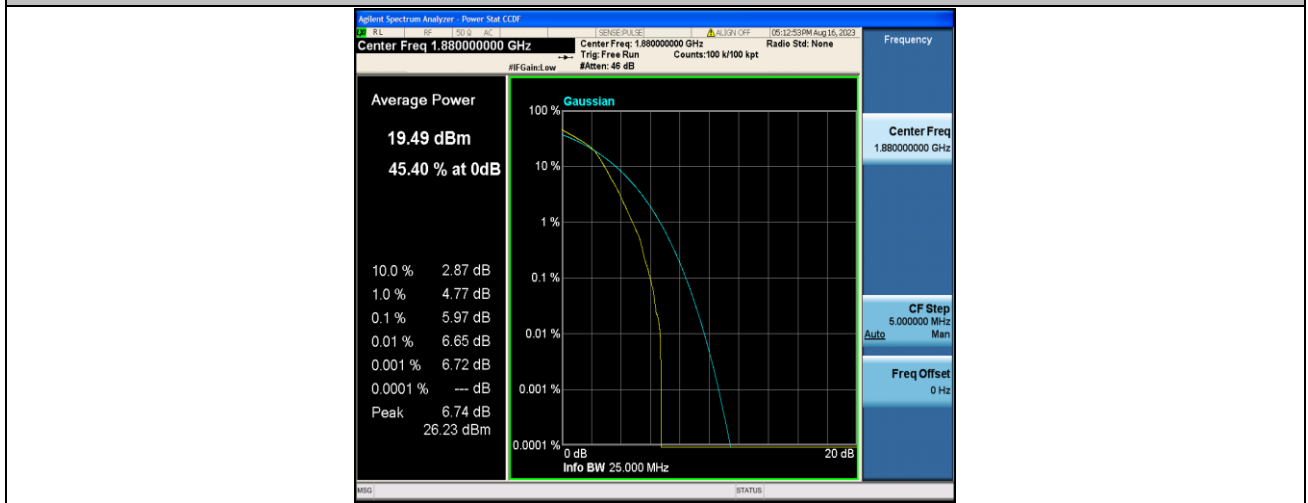 Agilent Spectrum Analyzer - Power Stat CCDF
LXI RL RF 50 Ω AC SENSE:PULSE ALIGN OFF 05:12:53PM Aug 16, 2023
Center Freq 1.880000000 GHz
Center Freq: 1.880000000 GHz Radio Std: None
Trig: Free Run Counts:100 k/100 kpt
#IFGain:Low #Atten: 46 dB
Frequency
Average Power
19.49 dBm
45.40 % at 0dB
10.0 % 2.87 dB
1.0 % 4.77 dB
0.1 % 5.97 dB
0.01 % 6.65 dB
0.001 % 6.72 dB
0.0001 % --- dB
Peak 6.74 dB
26.23 dBm
Gaussian
100 %
10 %
1 %
0.1 %
0.01 %
0.001 %
0.0001 %
0 dB 20 dB
Info BW 25.000 MHz
Center Freq
1.880000000 GHz
CF Step
5.000000 MHz
Auto Man
Freq Offset
0 Hz
MSG STATUS